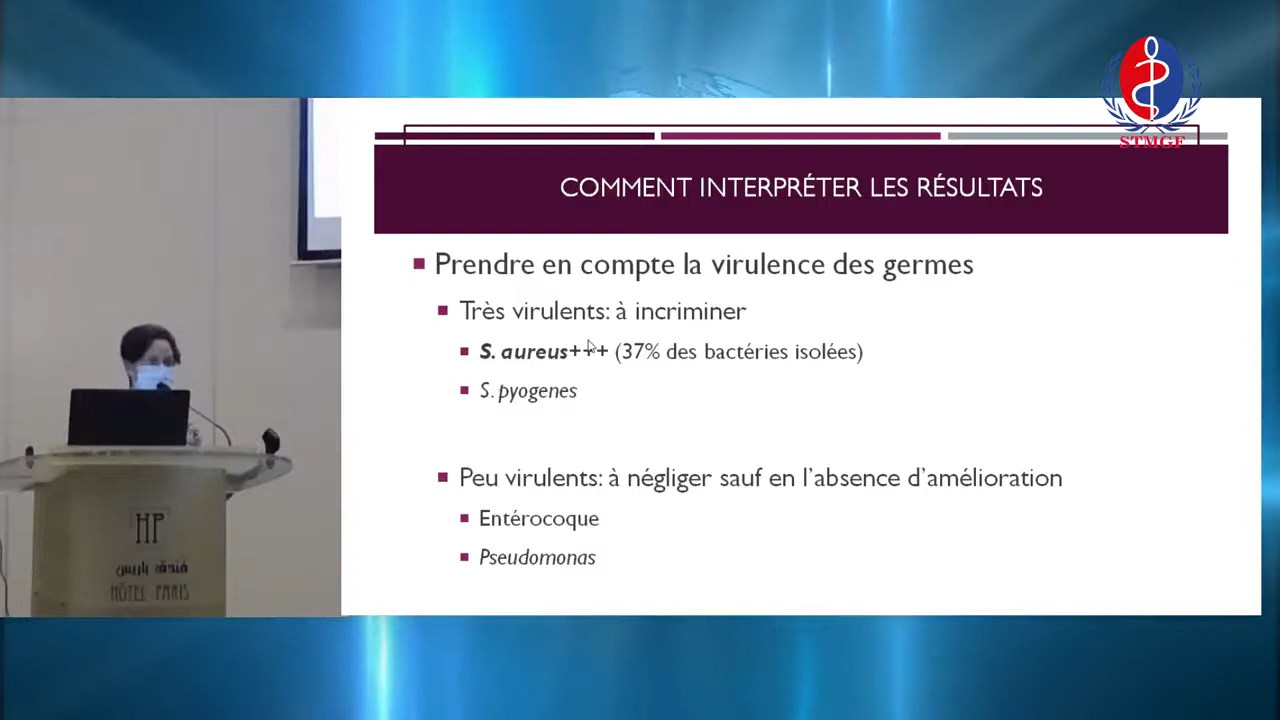 STMGF
COMMENT INTERPRÉTER LES RÉSULTATS
Prendre en compte la virulence des germes
Très virulents: à incriminer
S. aureus+++ (37% des bactéries isolées)
S. pyogenes
Peu virulents: à négliger sauf en l'absence d'amélioration
Entérocoque
Pseudomonas
HP
فندق باريس
HÔTEL PARIS